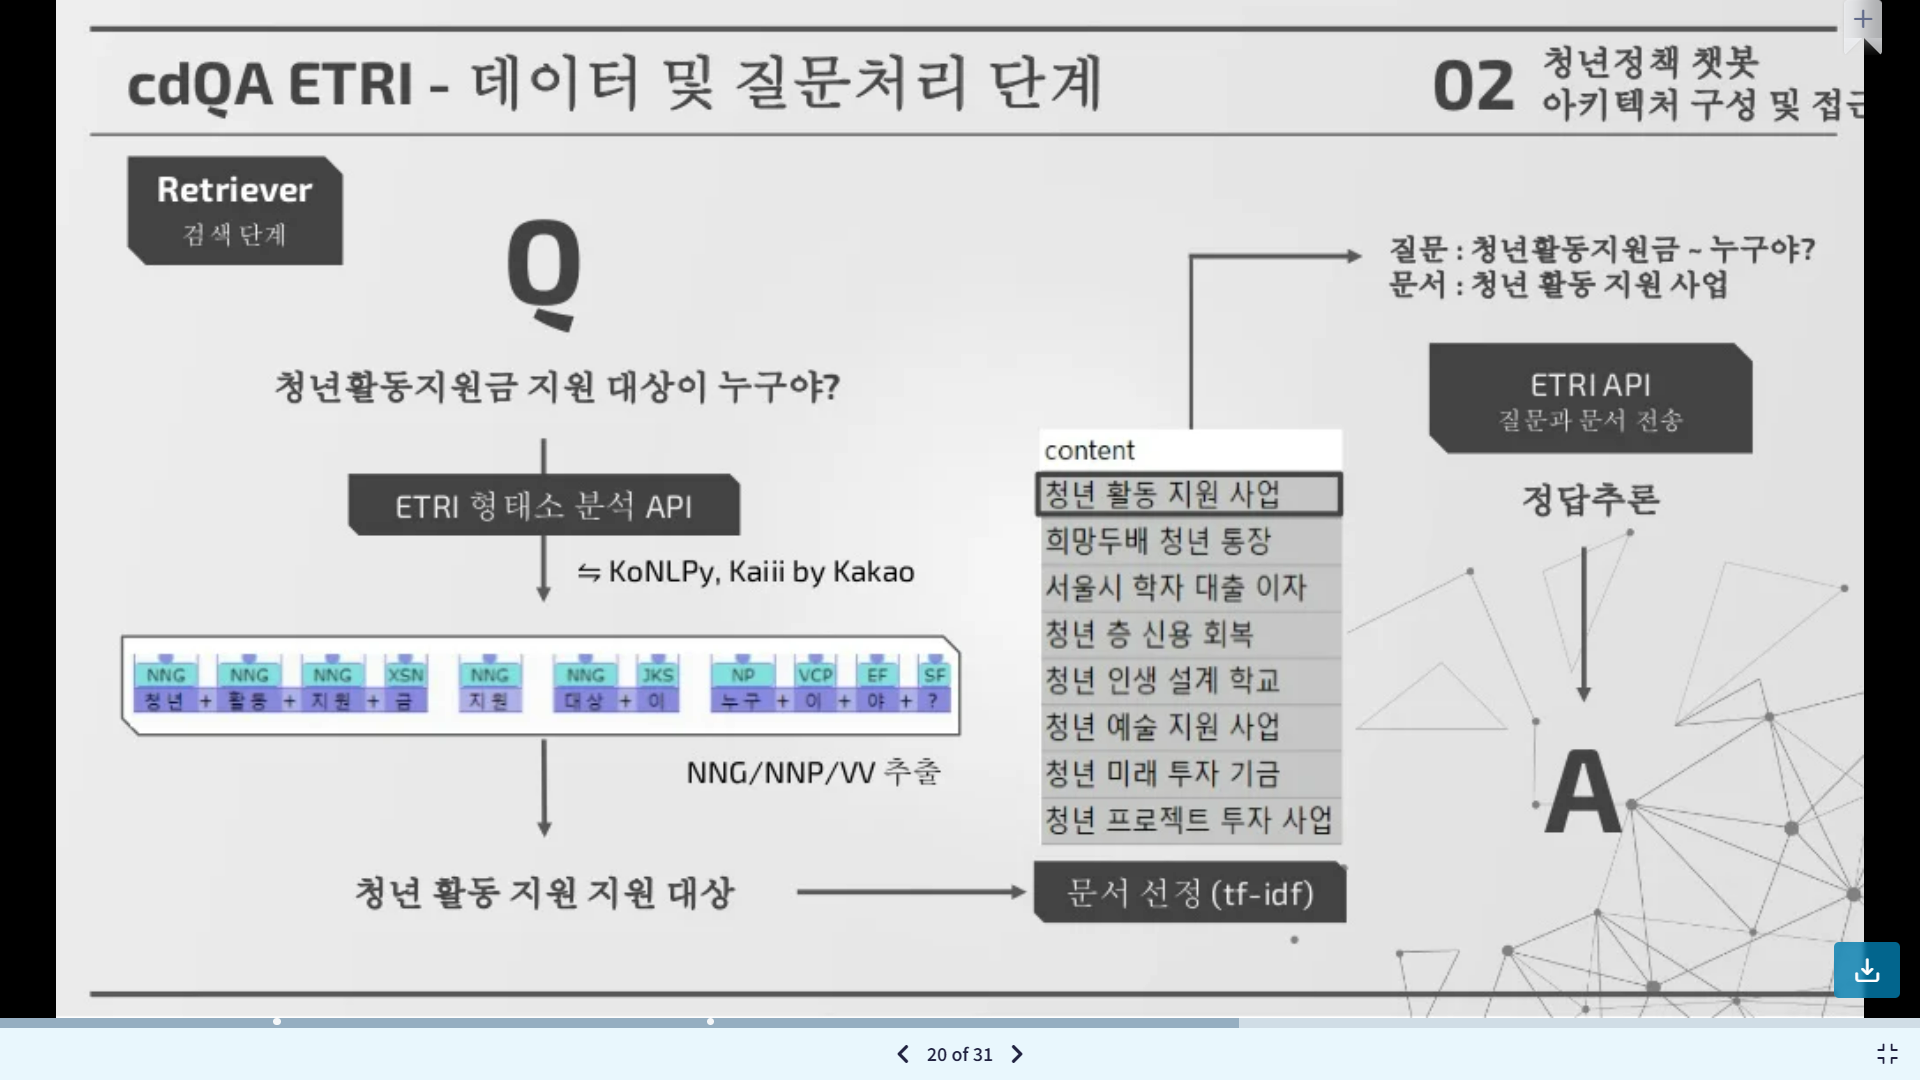 cdQA ETRI - 데이터 및 질문처리 단계
02
청년정책 챗봇
아키텍처 구성 및 접근
Retriever
검색 단계
Q
청년활동지원금 지원 대상이 누구야?
ETRI 형태소 분석 API
⇋ KoNLPy, Kaiii by Kakao
NNG NNG NNG XSN NNG NNG JKS NP VCP EF SF
청년 + 활동 + 지원 + 금 지원 대상 + 이 누구 + 이 + 야 + ?
NNG/NNP/VV 추출
청년 활동 지원 지원 대상
content
청년 활동 지원 사업
희망두배 청년 통장
서울시 학자 대출 이자
청년 층 신용 회복
청년 인생 설계 학교
청년 예술 지원 사업
청년 미래 투자 기금
청년 프로젝트 투자 사업
문서 선정 (tf-idf)
질문 : 청년활동지원금 ~ 누구야?
문서 : 청년 활동 지원 사업
ETRI API
질문과 문서 전송
정답추론
A
20 of 31